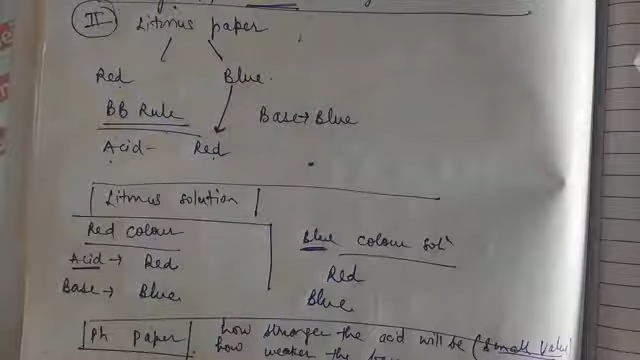 II Litmus paper
Red Blue.
BB Rule Base → Blue
Acid - Red
Litmus solution
Red Colour Blue colour solⁿ
Acid → Red Red
Base → Blue Blue
Ph Paper how stronger the acid will be (small value
how weaker the